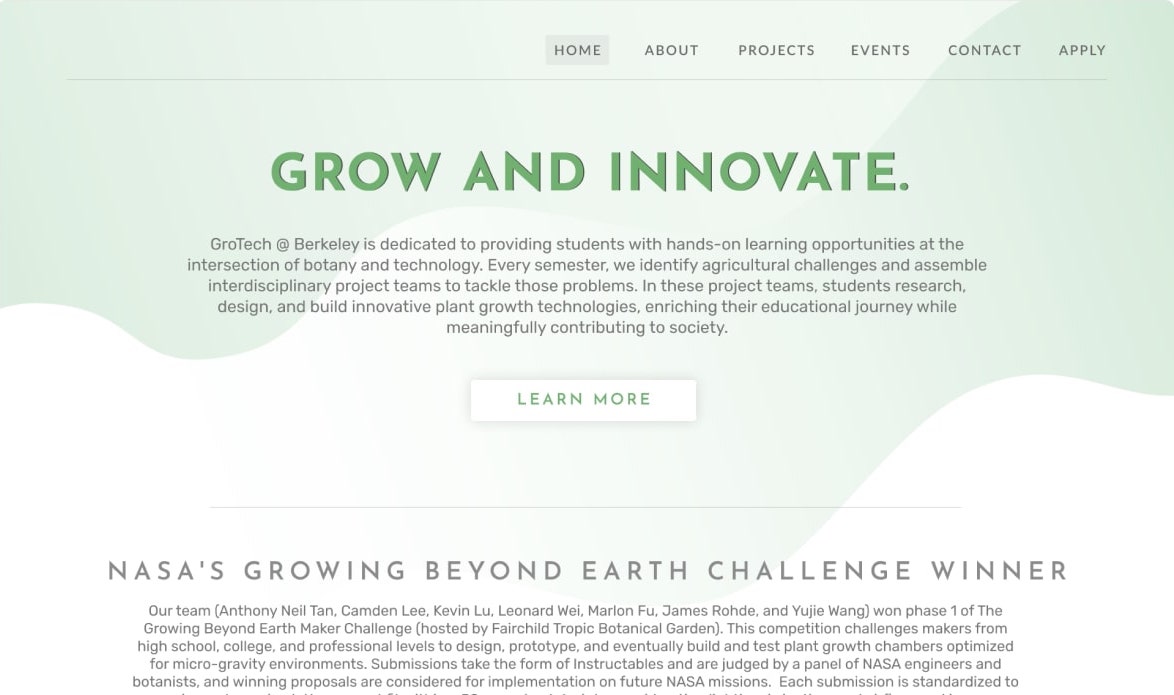 HOME ABOUT PROJECTS EVENTS CONTACT APPLY
GROW AND INNOVATE.
GroTech @ Berkeley is dedicated to providing students with hands-on learning opportunities at the
intersection of botany and technology. Every semester, we identify agricultural challenges and assemble
interdisciplinary project teams to tackle those problems. In these project teams, students research,
design, and build innovative plant growth technologies, enriching their educational journey while
meaningfully contributing to society.
LEARN MORE
NASA'S GROWING BEYOND EARTH CHALLENGE WINNER
Our team (Anthony Neil Tan, Camden Lee, Kevin Lu, Leonard Wei, Marlon Fu, James Rohde, and Yujie Wang) won phase 1 of The
Growing Beyond Earth Maker Challenge (hosted by Fairchild Tropic Botanical Garden). This competition challenges makers from
high school, college, and professional levels to design, prototype, and eventually build and test plant growth chambers optimized
for micro-gravity environments. Submissions take the form of Instructables and are judged by a panel of NASA engineers and
botanists, and winning proposals are considered for implementation on future NASA missions. Each submission is standardized to